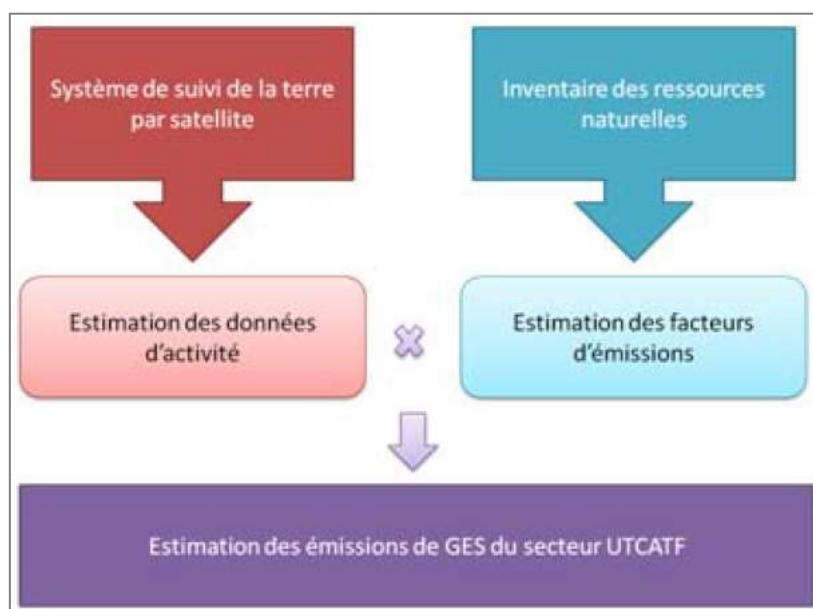 Système de suivi de la terre
par satellite
Inventaire des ressources
naturelles
Estimation des données
d'activité
Estimation des facteurs
d'émissions
Estimation des émissions de GES du secteur UTCATF